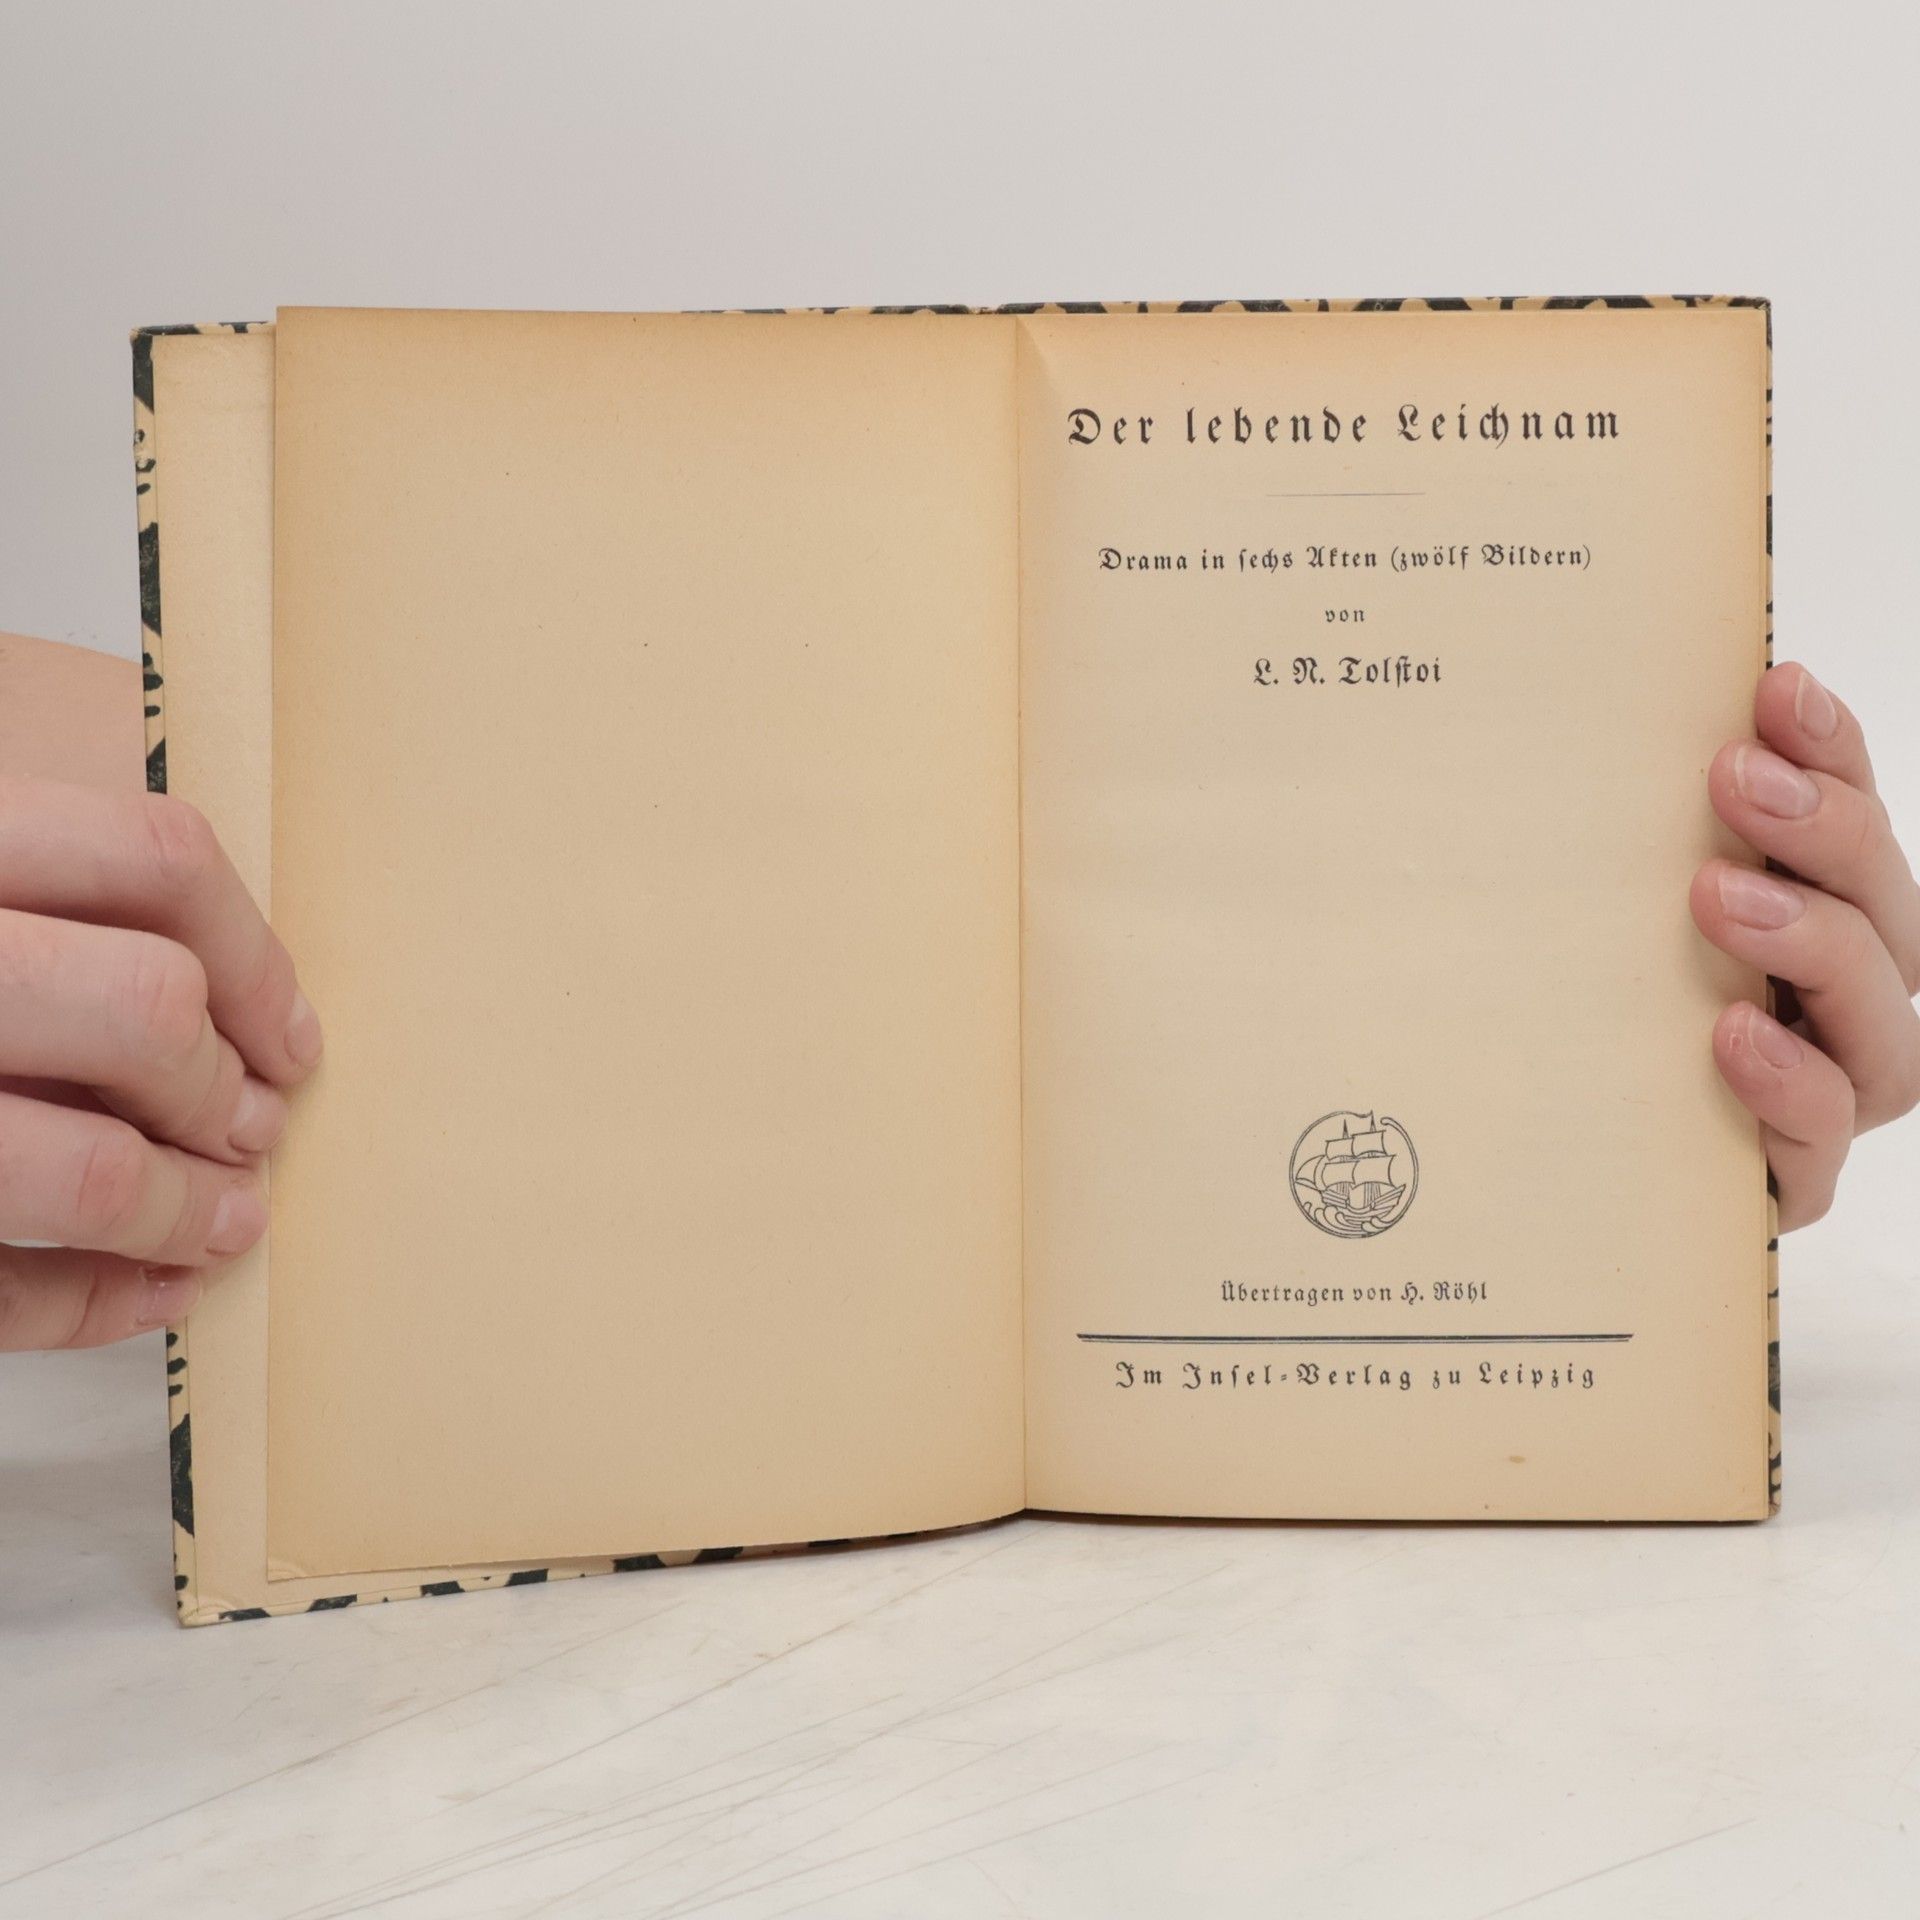 Der lebende Leichnam
Drama in ſechs Akten (zwölf Bildern)
von
L. N. Tolſtoi
Übertragen von H. Röhl
Im Inſel-Verlag zu Leipzig